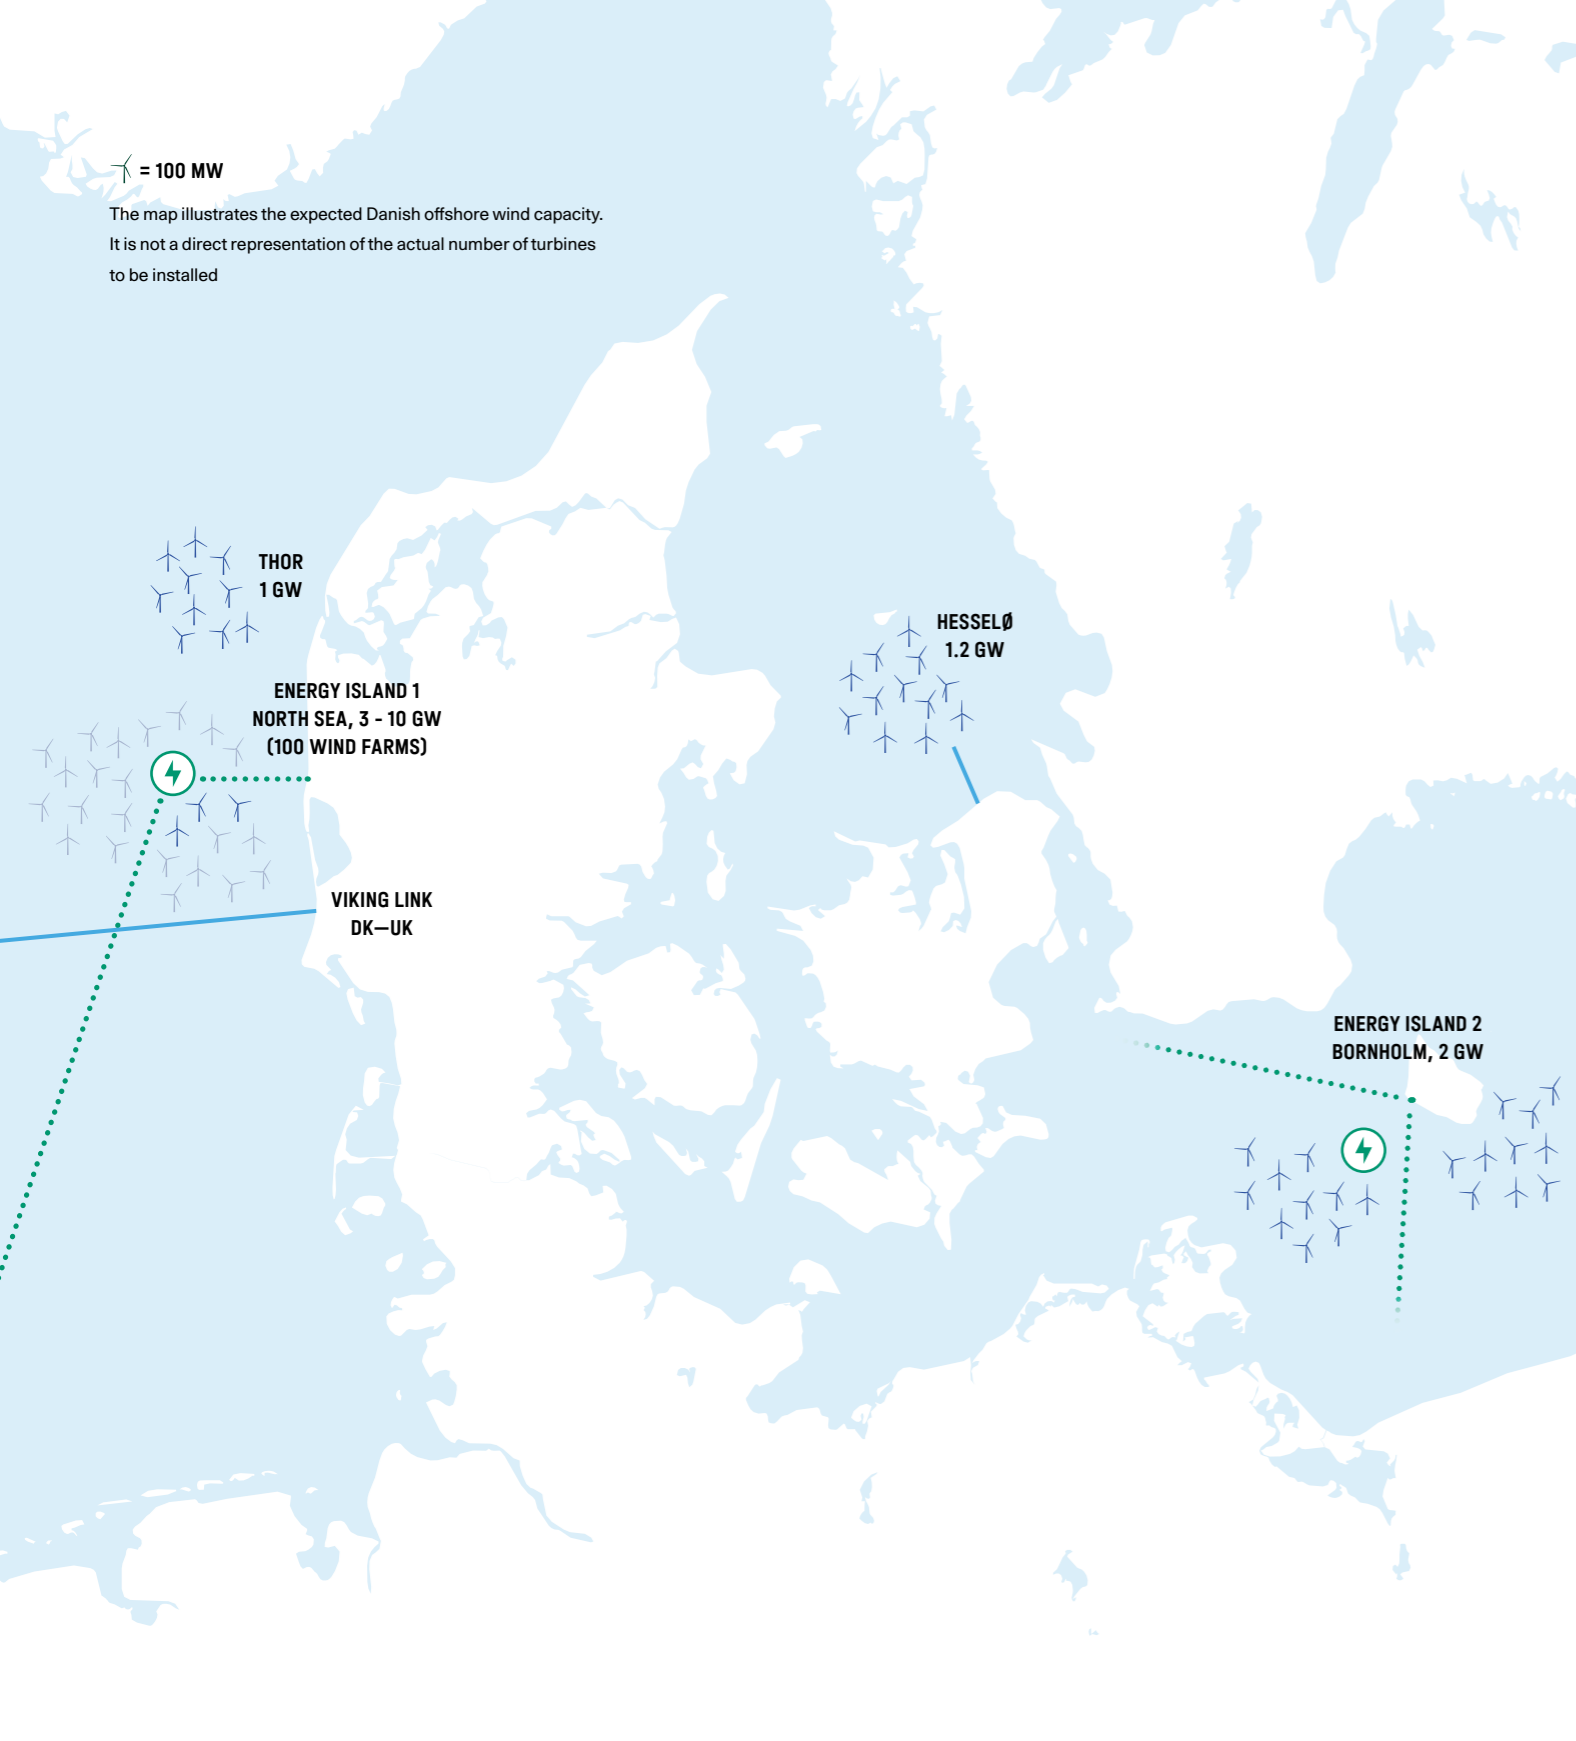 = 100 MW
The map illustrates the expected Danish offshore wind capacity.
It is not a direct representation of the actual number of turbines
to be installed
THOR
1 GW
HESSELØ
1.2 GW
ENERGY ISLAND 1
NORTH SEA, 3 - 10 GW
(100 WIND FARMS)
VIKING LINK
DK—UK
ENERGY ISLAND 2
BORNHOLM, 2 GW